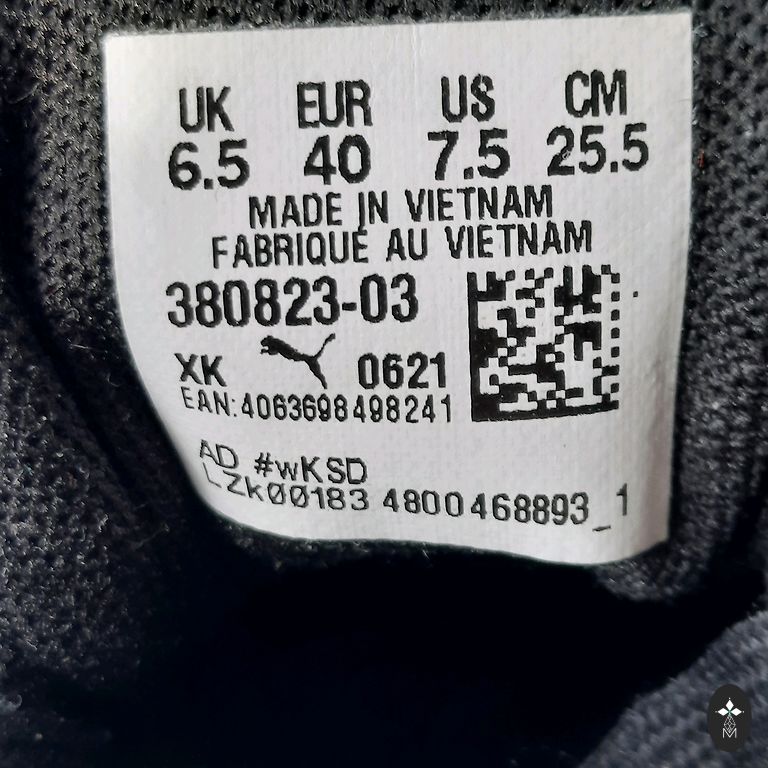 UK EUR US CM
6.5 40 7.5 25.5
MADE IN VIETNAM
FABRIQUE AU VIETNAM
380823-03
XK 0621
EAN:4063698498241
AD #wKSD
LZk00183 4800468893_1
M